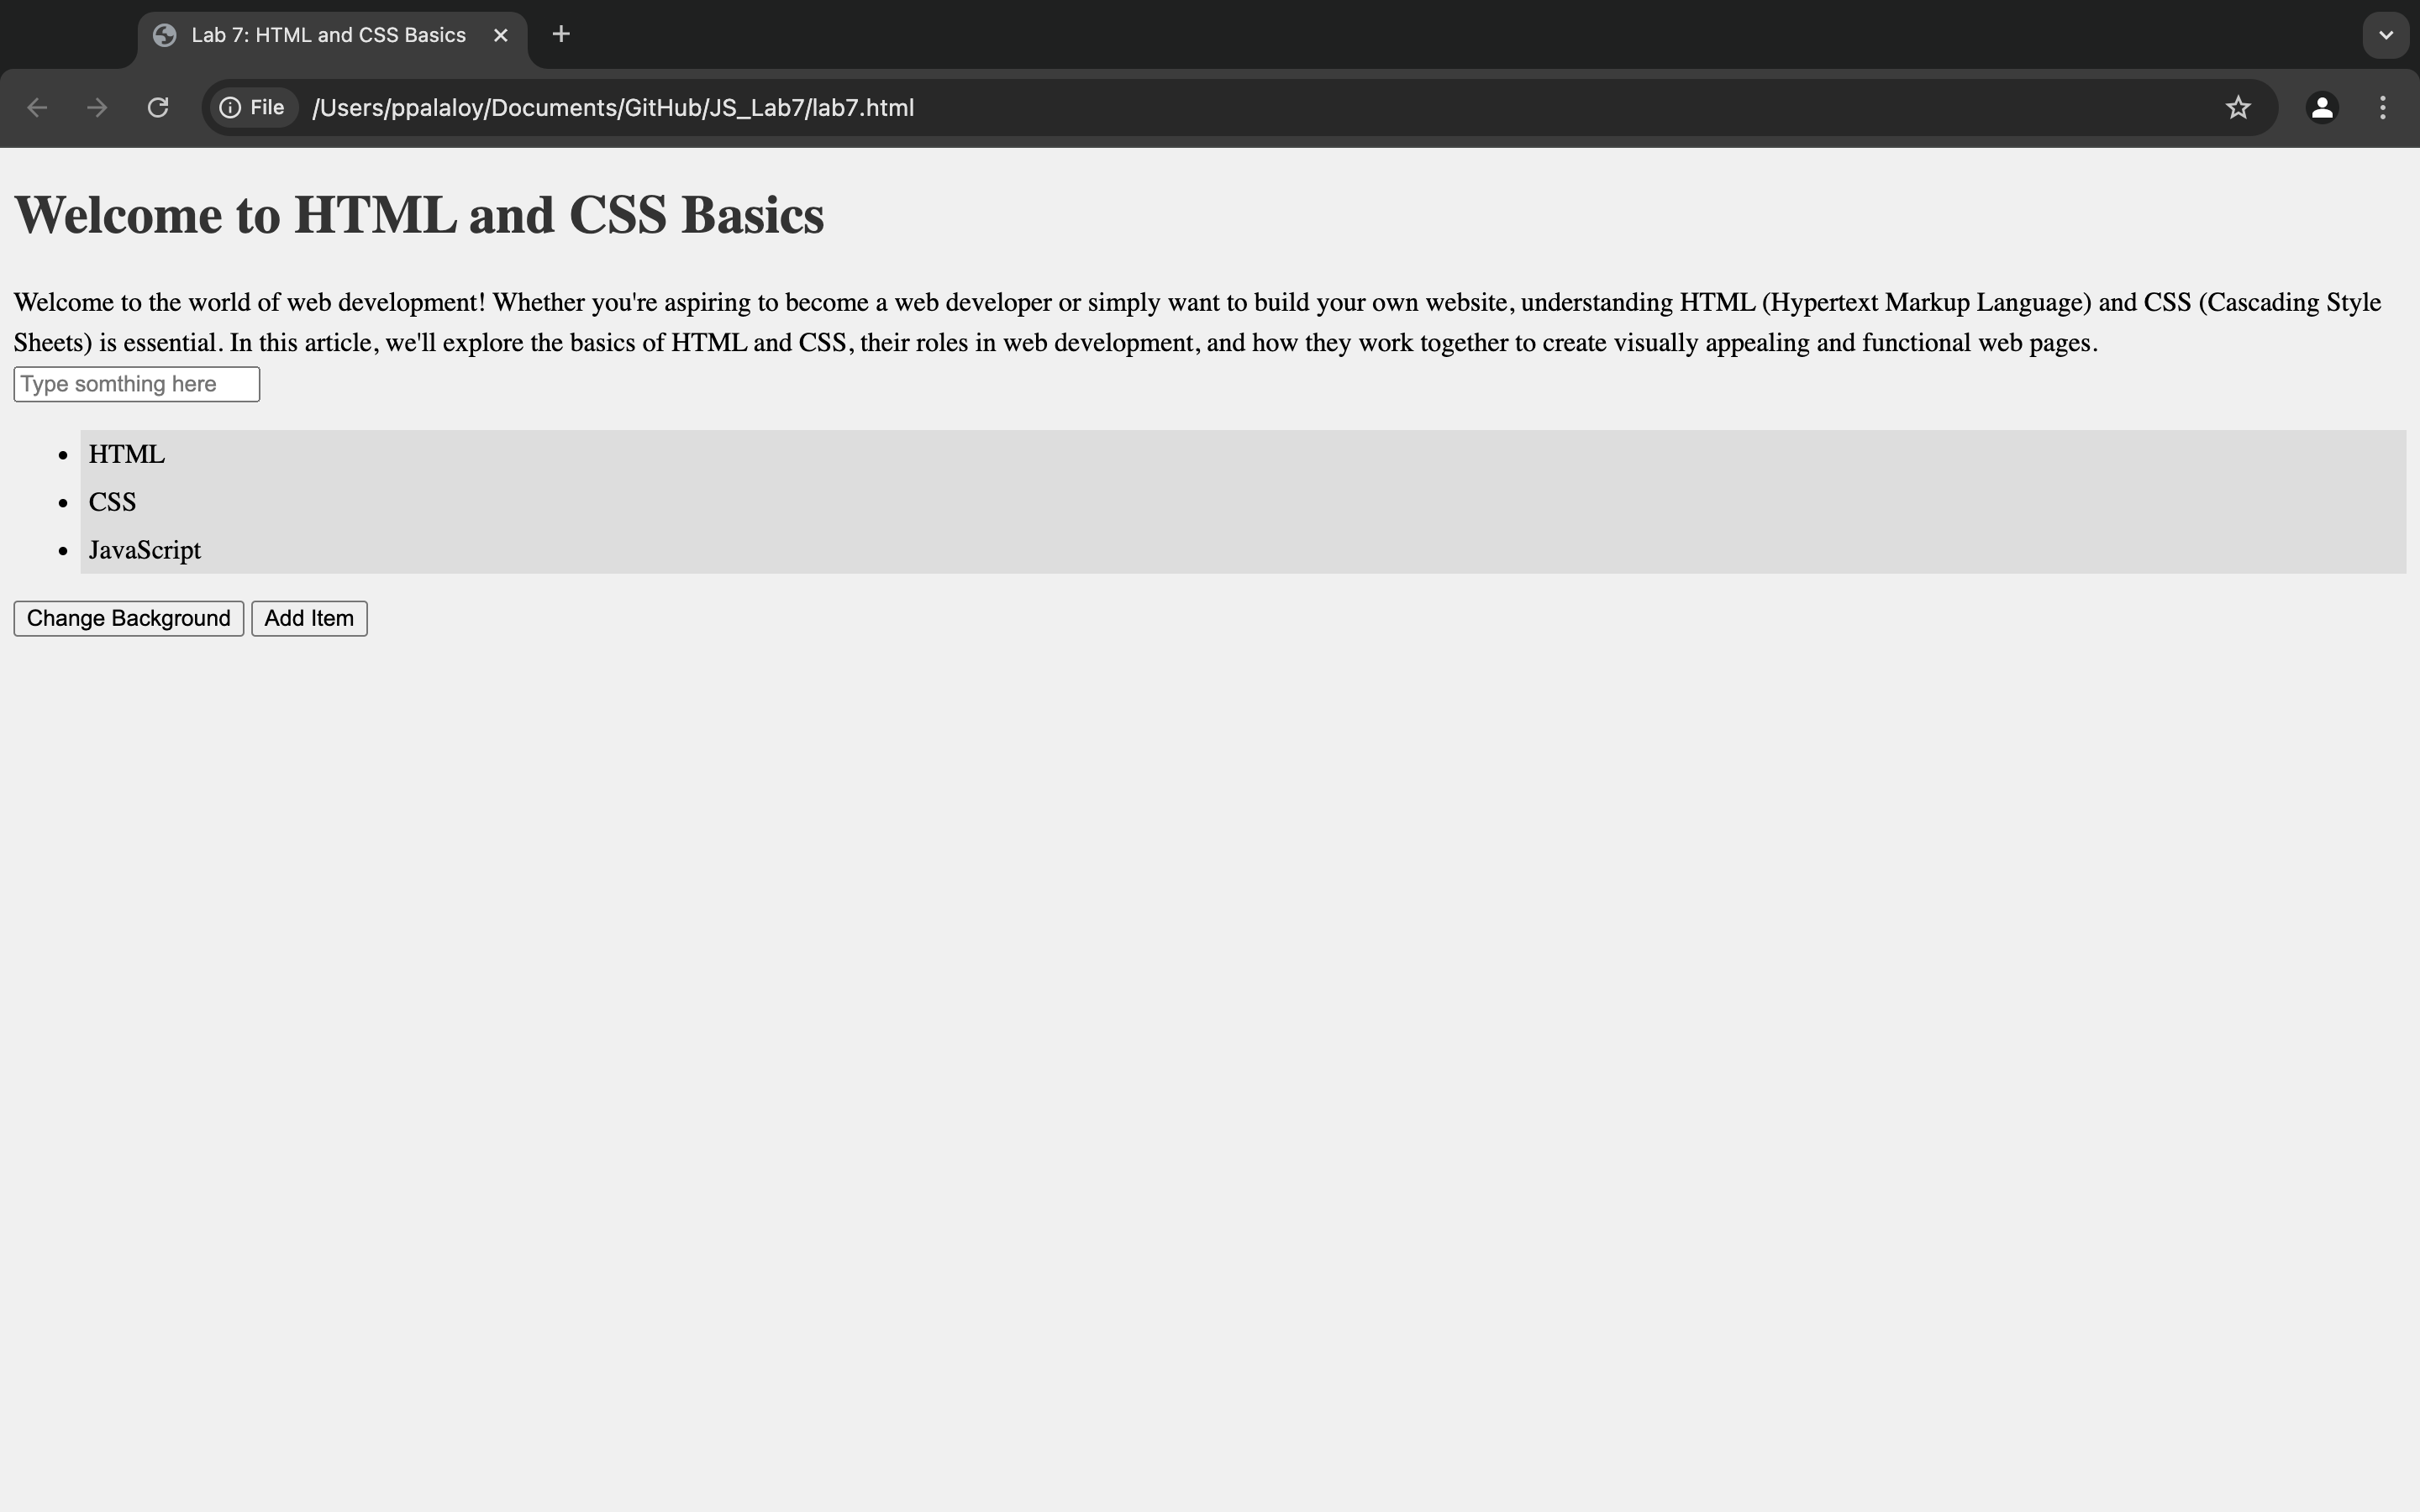 Lab 7: HTML and CSS Basics
File /Users/ppalaloy/Documents/GitHub/JS_Lab7/lab7.html
Welcome to HTML and CSS Basics
Welcome to the world of web development! Whether you're aspiring to become a web developer or simply want to build your own website, understanding HTML (Hypertext Markup Language) and CSS (Cascading Style
Sheets) is essential. In this article, we'll explore the basics of HTML and CSS, their roles in web development, and how they work together to create visually appealing and functional web pages.
Type somthing here
• HTML
• CSS
• JavaScript
Change Background Add Item